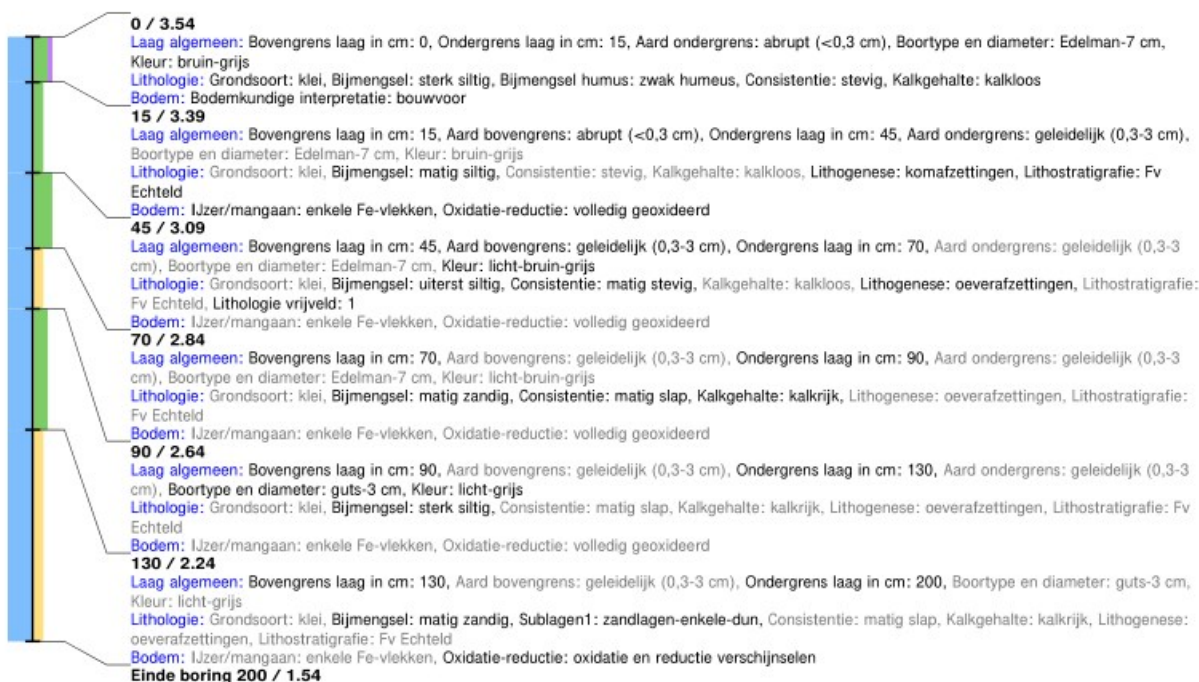 0 / 3.54
Laag algemeen: Bovengrens laag in cm: 0, Ondergrens laag in cm: 15, Aard ondergrens: abrupt (<0,3 cm), Boortype en diameter: Edelman-7 cm,
Kleur: bruin-grijs
Lithologie: Grondsoort: klei, Bijmengsel: sterk siltig, Bijmengsel humus: zwak humeus, Consistentie: stevig, Kalkgehalte: kalkloos
Bodem: Bodemkundige interpretatie: bouwvoor
15 / 3.39
Laag algemeen: Bovengrens laag in cm: 15, Aard bovengrens: abrupt (<0,3 cm), Ondergrens laag in cm: 45, Aard ondergrens: geleidelijk (0,3-3 cm),
Boortype en diameter: Edelman-7 cm, Kleur: bruin-grijs
Lithologie: Grondsoort: klei, Bijmengsel: matig siltig, Consistentie: stevig, Kalkgehalte: kalkloos, Lithogenese: komafzettingen, Lithostratigrafie: Fv
Echteld
Bodem: IJzer/mangaan: enkele Fe-vlekken, Oxidatie-reductie: volledig geoxideerd
45 / 3.09
Laag algemeen: Bovengrens laag in cm: 45, Aard bovengrens: geleidelijk (0,3-3 cm), Ondergrens laag in cm: 70, Aard ondergrens: geleidelijk (0,3-3
cm), Boortype en diameter: Edelman-7 cm, Kleur: licht-bruin-grijs
Lithologie: Grondsoort: klei, Bijmengsel: uiterst siltig, Consistentie: matig stevig, Kalkgehalte: kalkloos, Lithogenese: oeverafzettingen, Lithostratigrafie:
Fv Echteld, Lithologie vrijveld: 1
Bodem: IJzer/mangaan: enkele Fe-vlekken, Oxidatie-reductie: volledig geoxideerd
70 / 2.84
Laag algemeen: Bovengrens laag in cm: 70, Aard bovengrens: geleidelijk (0,3-3 cm), Ondergrens laag in cm: 90, Aard ondergrens: geleidelijk (0,3-3
cm), Boortype en diameter: Edelman-7 cm, Kleur: licht-bruin-grijs
Lithologie: Grondsoort: klei, Bijmengsel: matig zandig, Consistentie: matig slap, Kalkgehalte: kalkrijk, Lithogenese: oeverafzettingen, Lithostratigrafie:
Fv Echteld
Bodem: IJzer/mangaan: enkele Fe-vlekken, Oxidatie-reductie: volledig geoxideerd
90 / 2.64
Laag algemeen: Bovengrens laag in cm: 90, Aard bovengrens: geleidelijk (0,3-3 cm), Ondergrens laag in cm: 130, Aard ondergrens: geleidelijk (0,3-3
cm), Boortype en diameter: guts-3 cm, Kleur: licht-grijs
Lithologie: Grondsoort: klei, Bijmengsel: sterk siltig, Consistentie: matig slap, Kalkgehalte: kalkrijk, Lithogenese: oeverafzettingen, Lithostratigrafie: Fv
Echteld
Bodem: IJzer/mangaan: enkele Fe-vlekken, Oxidatie-reductie: volledig geoxideerd
130 / 2.24
Laag algemeen: Bovengrens laag in cm: 130, Aard bovengrens: geleidelijk (0,3-3 cm), Ondergrens laag in cm: 200, Boortype en diameter: guts-3 cm,
Kleur: licht-grijs
Lithologie: Grondsoort: klei, Bijmengsel: matig zandig, Sublagen1: zandlagen-enkele-dun, Consistentie: matig slap, Kalkgehalte: kalkrijk, Lithogenese:
oeverafzettingen, Lithostratigrafie: Fv Echteld
Bodem: IJzer/mangaan: enkele Fe-vlekken, Oxidatie-reductie: oxidatie en reductie verschijnselen
Einde boring 200 / 1.54